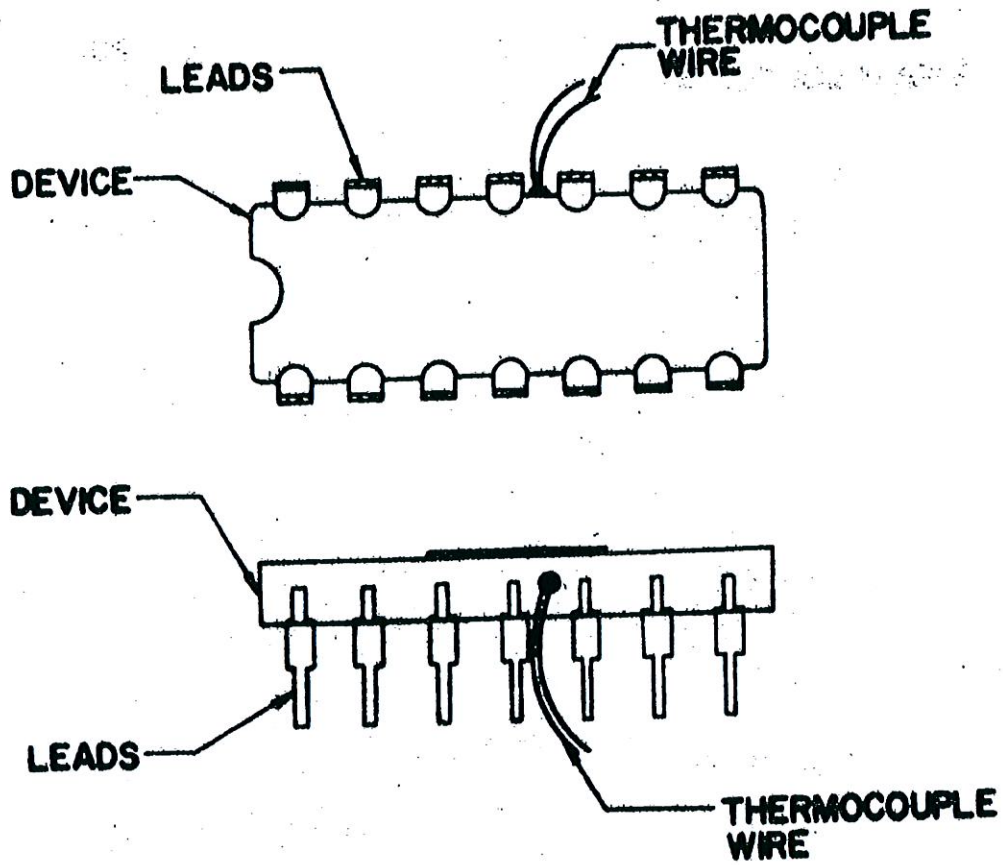 THERMOCOUPLE
WIRE
LEADS
DEVICE
DEVICE
LEADS
THERMOCOUPLE
WIRE